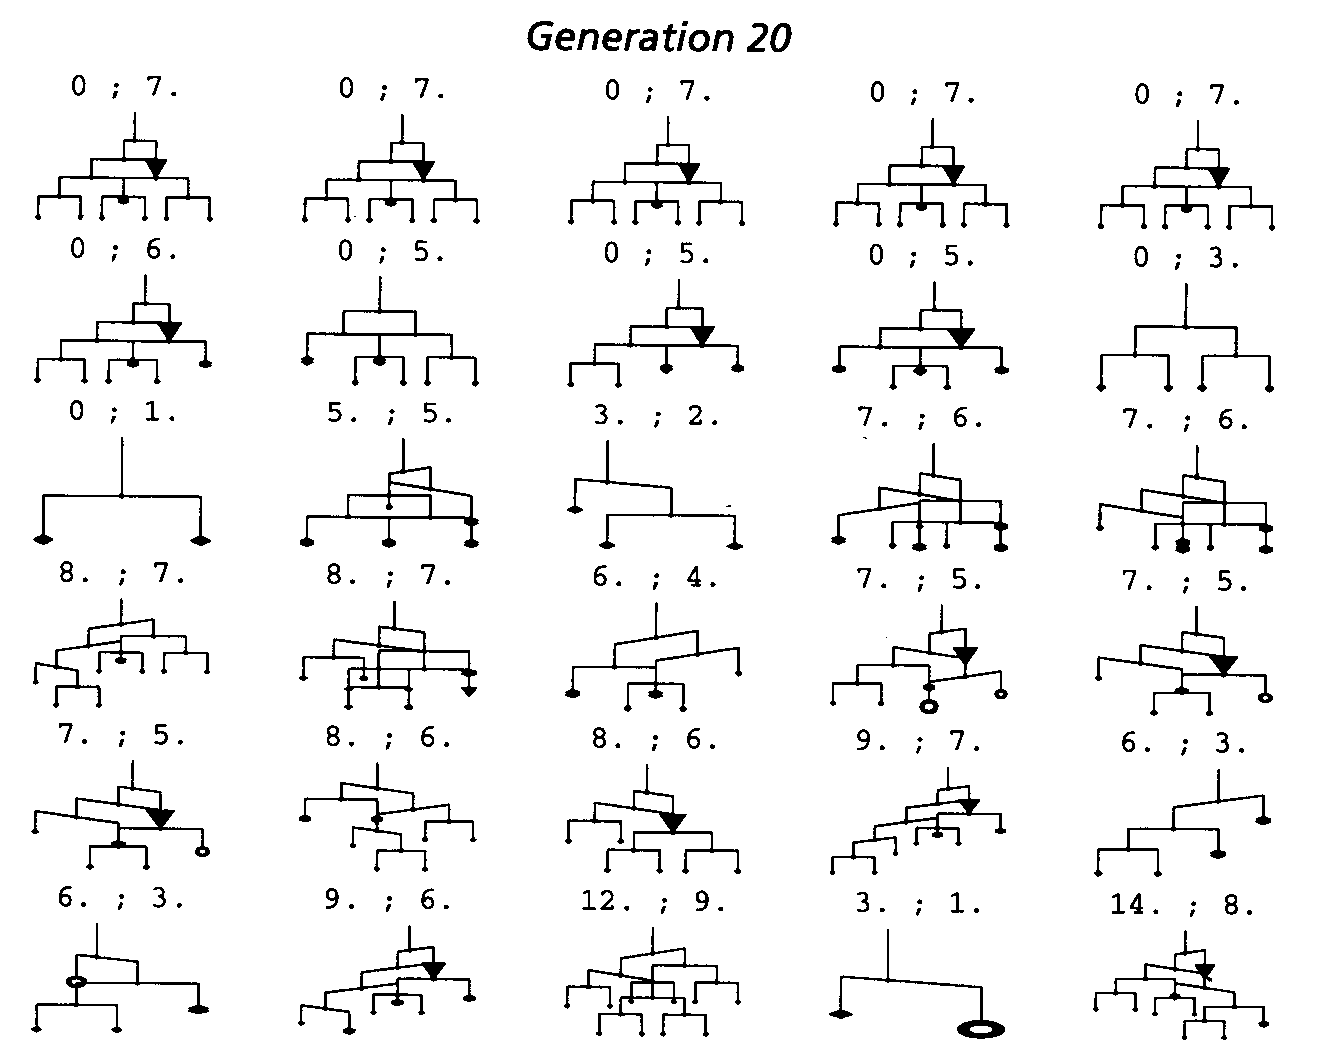 Generation 20
0 ; 7. 0 ; 7. 0 ; 7. 0 ; 7. 0 ; 7.
0 ; 6. 0 ; 5. 0 ; 5. 0 ; 5. 0 ; 3.
0 ; 1. 5. ; 5. 3. ; 2. 7. ; 6. 7. ; 6.
8. ; 7. 8. ; 7. 6. ; 4. 7. ; 5. 7. ; 5.
7. ; 5. 8. ; 6. 8. ; 6. 9. ; 7. 6. ; 3.
6. ; 3. 9. ; 6. 12. ; 9. 3. ; 1. 14. ; 8.